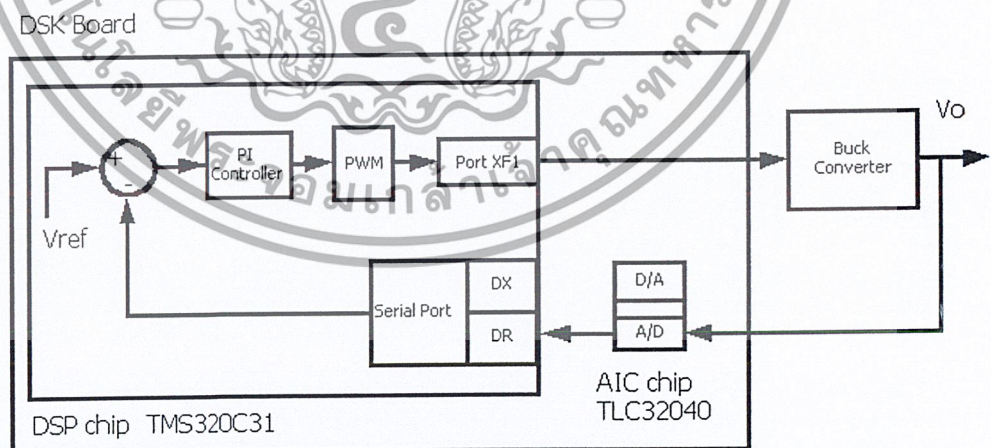 DSK Board
PI
Controller
PWM
Port XF1
Buck
Converter
Vo
Vref
Serial Port
DX
DR
D/A
A/D
AIC chip
TLC32040
DSP chip TMS320C31